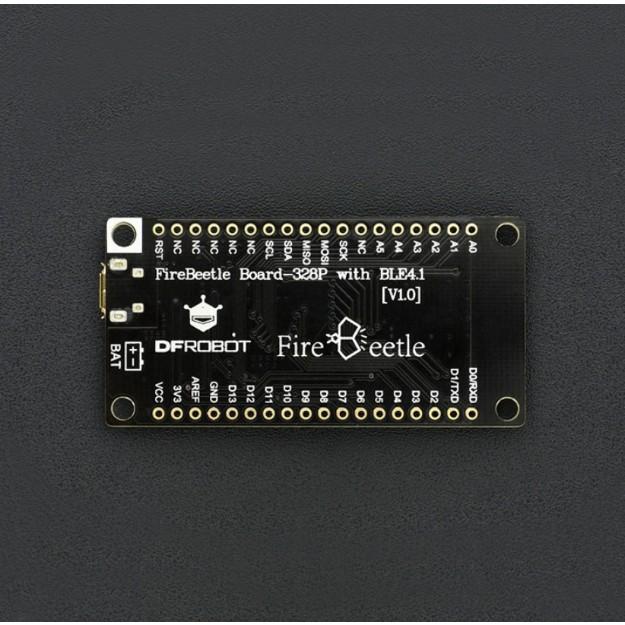 RST NC NC NC NC NC SCL SDA MISO MOSI SCK NC A5 A4 A3 A2 A1 A0
FireBeetle Board-328P with BLE4.1
[V1.0]
DFROBOT
FireBeetle
BAT
+ -
VCC 3V3 AREF GND D13 D12 D11 D10 D9 D8 D7 D6 D5 D4 D3 D2 D1/TXD D0/RXD